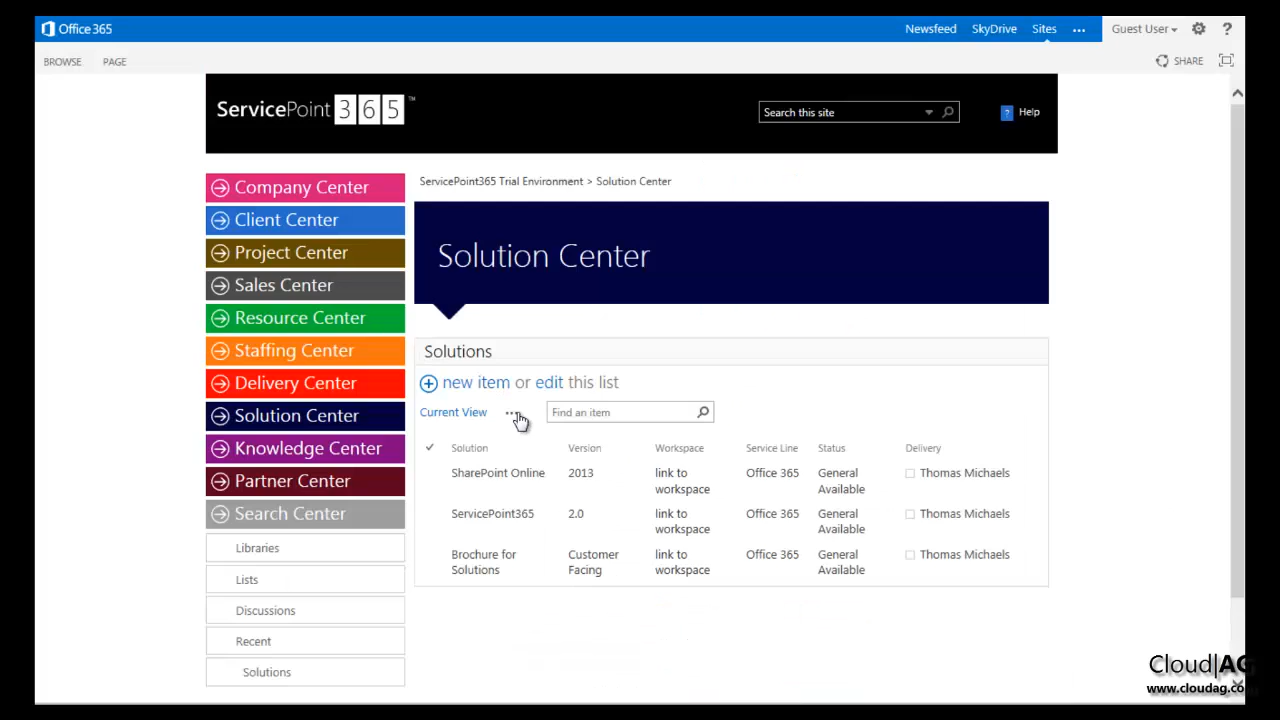 Office 365
Newsfeed SkyDrive Sites ... Guest User ?
BROWSE PAGE
SHARE
ServicePoint 365 ™
Search this site
? Help
Company Center
Client Center
Project Center
Sales Center
Resource Center
Staffing Center
Delivery Center
Solution Center
Knowledge Center
Partner Center
Search Center
Libraries
Lists
Discussions
Recent
Solutions
ServicePoint365 Trial Environment > Solution Center
Solution Center
Solutions
new item or edit this list
Current View ... Find an item
Solution Version Workspace Service Line Status Delivery
SharePoint Online 2013 link to workspace Office 365 General Available Thomas Michaels
ServicePoint365 2.0 link to workspace Office 365 General Available Thomas Michaels
Brochure for Solutions Customer Facing link to workspace Office 365 General Available Thomas Michaels
Cloud|AG
www.cloudag.co